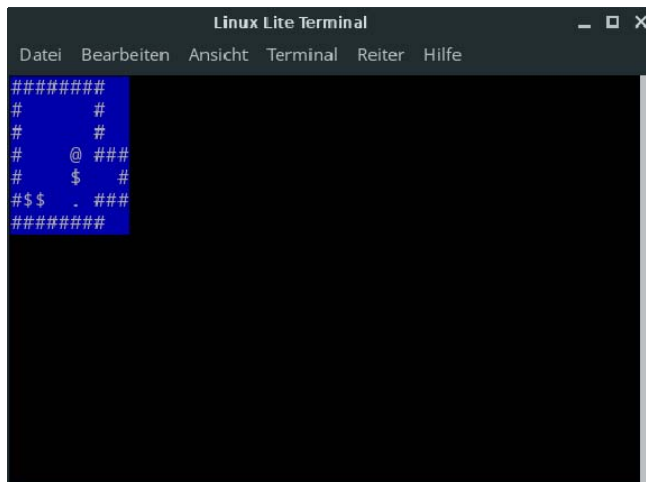 Linux Lite Terminal
Datei Bearbeiten Ansicht Terminal Reiter Hilfe
########
#      #
#      #
#    @ ###
#    $   #
#$$  . ###
########